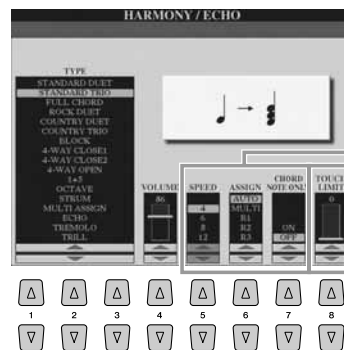 HARMONY / ECHO
TYPE
STANDARD DUET
STANDARD TRIO
FULL CHORD
ROCK DUET
COUNTRY DUET
COUNTRY TRIO
BLOCK
4-WAY CLOSE1
4-WAY CLOSE2
4-WAY OPEN
1+5
OCTAVE
STRUM
MULTI ASSIGN
ECHO
TREMOLO
TRILL
VOLUME
86
SPEED
4
6
8
12
ASSIGN
AUTO
MULTI
R1
R2
R3
CHORD
NOTE ONLY
ON
OFF
TOUCH
LIMIT
0
1 2 3 4 5 6 7 8